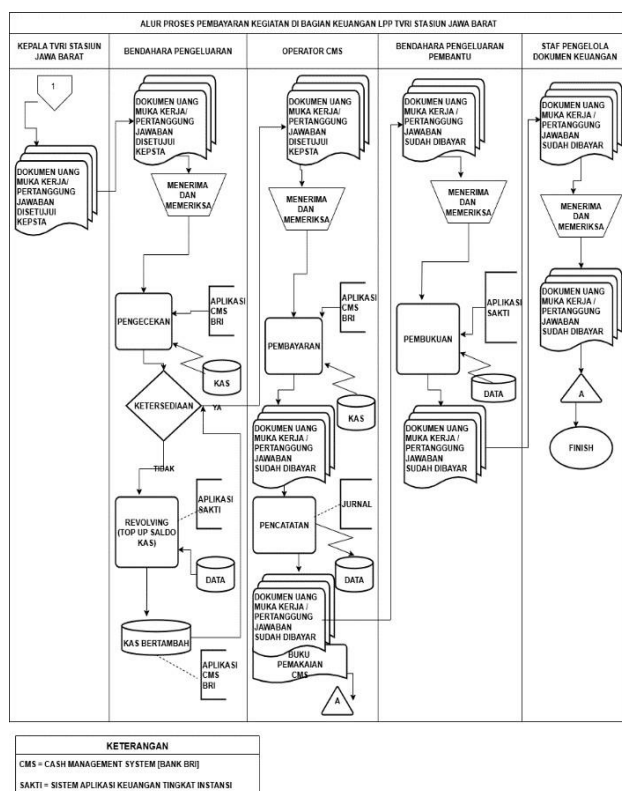 ALUR PROSES PEMBAYARAN KEGIATAN DI BAGIAN KEUANGAN LPP TVRI STASIUN JAWA BARAT
KEPALA TVRI STASIUN
JAWA BARAT
1
DOKUMEN UANG
MUKA KERJA/
PERTANGGUNG
JAWABAN
DISETUJUI
KEPSTA
BENDAHARA PENGELUARAN
DOKUMEN UANG
MUKA KERJA/
PERTANGGUNG
JAWABAN
DISETUJUI
KEPSTA
MENERIMA
DAN
MEMERIKSA
PENGECEKAN
APLIKASI
CMS
BRI
KAS
KETERSEDIAAN
YA
TIDAK
REVOLVING
(TOP UP SALDO
KAS)
APLIKASI
SAKTI
DATA
KAS BERTAMBAH
APLIKASI
CMS
BRI
OPERATOR CMS
DOKUMEN UANG
MUKA KERJA /
PERTANGGUNG
JAWABAN
DISETUJUI
KEPSTA
MENERIMA
DAN
MEMERIKSA
PEMBAYARAN
APLIKASI
CMS
BRI
KAS
DOKUMEN UANG
MUKA KERJA /
PERTANGGUNG
JAWABAN
SUDAH DIBAYAR
PENCATATAN
JURNAL
DATA
DOKUMEN UANG
MUKA KERJA /
PERTANGGUNG
JAWABAN
SUDAH DIBAYAR
BUKU
PEMAKAIAN
CMS
A
BENDAHARA PENGELUARAN
PEMBANTU
DOKUMEN UANG
MUKA KERJA /
PERTANGGUNG
JAWABAN
SUDAH DIBAYAR
MENERIMA
DAN
MEMERIKSA
PEMBUKUAN
APLIKASI
SAKTI
DATA
DOKUMEN UANG
MUKA KERJA /
PERTANGGUNG
JAWABAN
SUDAH DIBAYAR
STAF PENGELOLA
DOKUMEN KEUANGAN
DOKUMEN UANG
MUKA KERJA /
PERTANGGUNG
JAWABAN
SUDAH DIBAYAR
MENERIMA
DAN
MEMERIKSA
DOKUMEN UANG
MUKA KERJA /
PERTANGGUNG
JAWABAN
SUDAH DIBAYAR
A
FINISH
KETERANGAN
CMS = CASH MANAGEMENT SYSTEM [BANK BRI]
SAKTI = SISTEM APLIKASI KEUANGAN TINGKAT INSTANSI